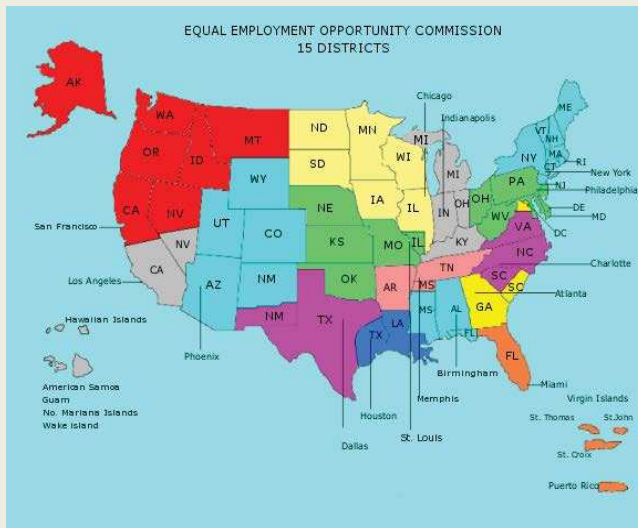 EQUAL EMPLOYMENT OPPORTUNITY COMMISSION
15 DISTRICTS
AK
Chicago
Indianapolis
WA
MT
ND
MN
ME
VT
NH
OR
ID
MI
WI
MI
NY
MA
CT
RI
SD
WY
New York
IA
IL
IN
OH
OH
PA
NJ
Philadelphia
CA
NV
UT
NE
WV
DE
MD
San Francisco
NV
CO
KS
MO
IL
KY
VA
DC
CA
TN
NC
Charlotte
Los Angeles
AZ
NM
OK
AR
MS
SC
SC
Atlanta
Hawaiian Islands
NM
TX
MS
AL
GA
TX
LA
FL
Phoenix
FL
American Samoa
Guam
No. Mariana Islands
Wake island
Birmingham
Miami
Memphis
Virgin Islands
Houston
St. Thomas
St.John
Dallas
St. Louis
St. Croix
Puerto Rico